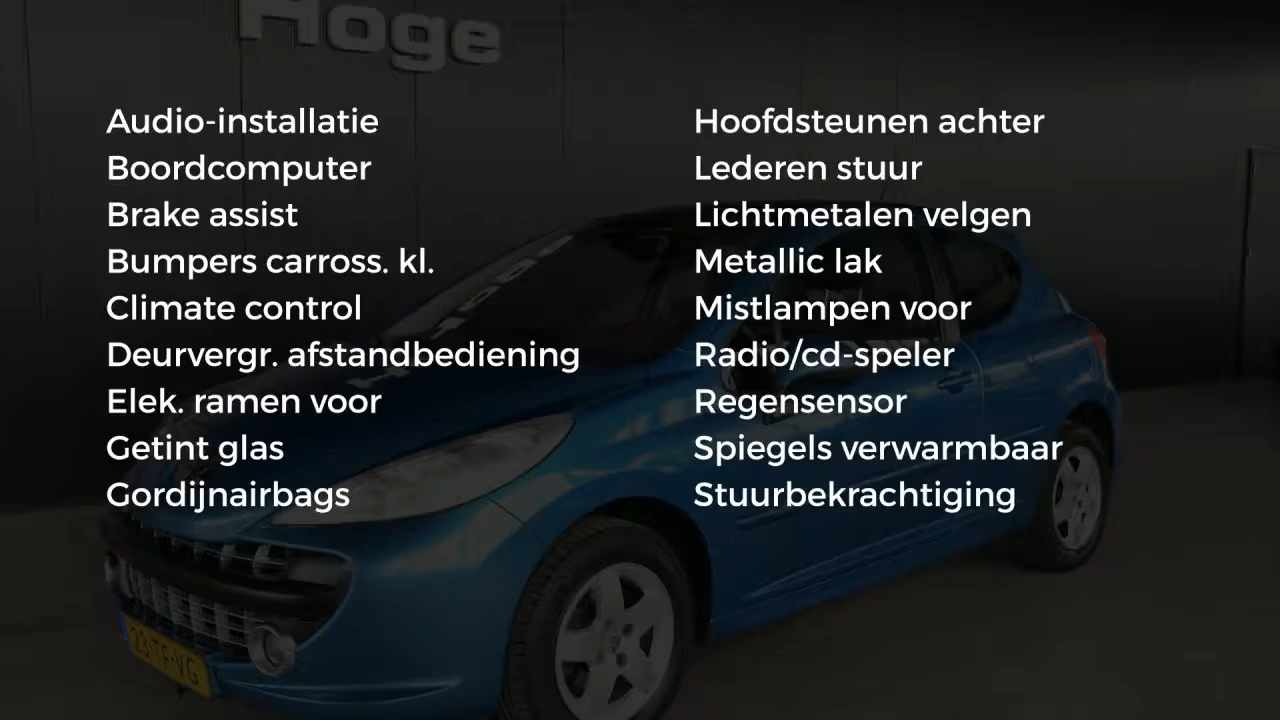 Hoge
Audio-installatie
Boordcomputer
Brake assist
Bumpers carross. kl.
Climate control
Deurvergr. afstandbediening
Elek. ramen voor
Getint glas
Gordijnairbags
Hoofdsteunen achter
Lederen stuur
Lichtmetalen velgen
Metallic lak
Mistlampen voor
Radio/cd-speler
Regensensor
Spiegels verwarmbaar
Stuurbekrachtiging